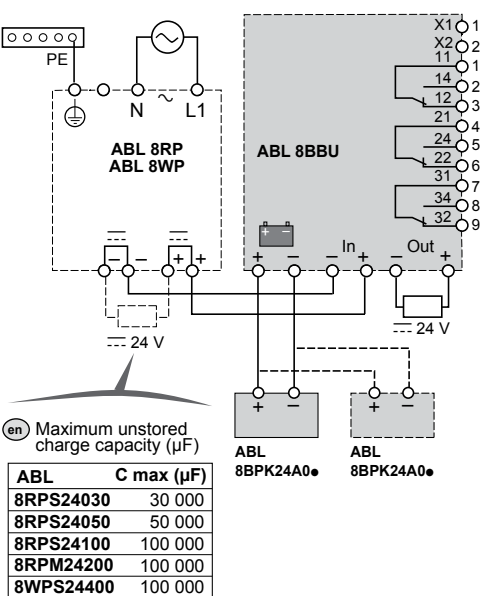 PE
N
~
L1
ABL 8RP
ABL 8WP
ABL 8BBU
X1 1
X2 2
11 1
14 2
12 3
21 4
24 5
22 6
31 7
34 8
32 9
+ −
In
Out
+ − − + − +
− − + +
24 V
24 V
+ −
+ −
ABL
8BPK24A0●
ABL
8BPK24A0●
en Maximum unstored
charge capacity (µF)
ABL C max (µF)
8RPS24030 30 000
8RPS24050 50 000
8RPS24100 100 000
8RPM24200 100 000
8WPS24400 100 000